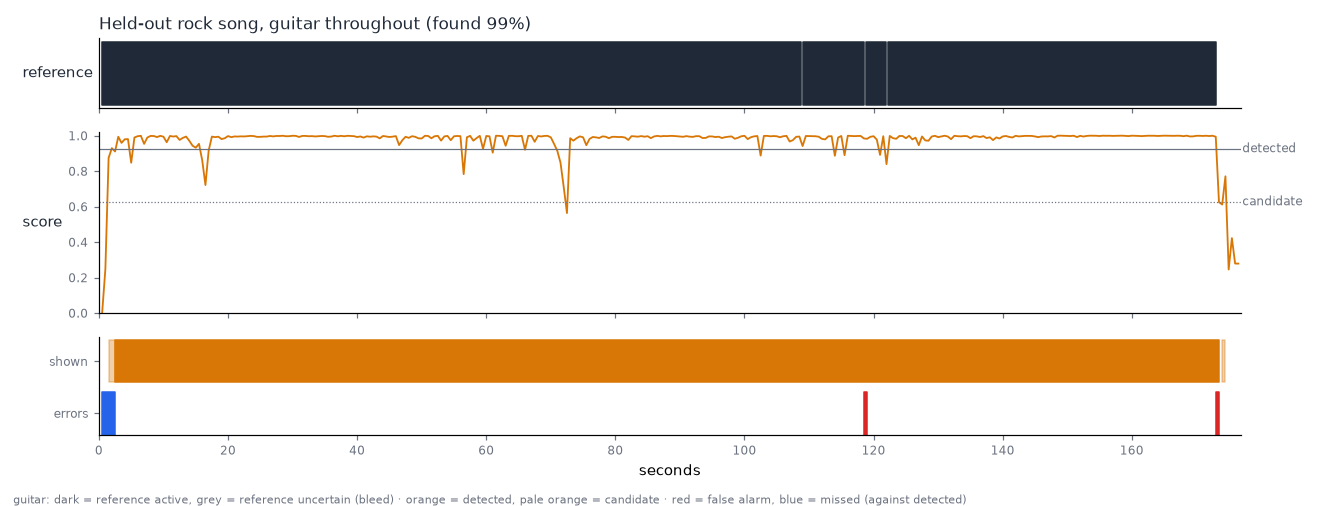 Held-out rock song, guitar throughout (found 99%)
reference
1.0
detected
0.8
candidate
0.6
score
0.4
0.2
0.0
shown
errors
0 20 40 60 80 100 120 140 160
seconds
guitar: dark = reference active, grey = reference uncertain (bleed) · orange = detected, pale orange = candidate · red = false alarm, blue = missed (against detected)